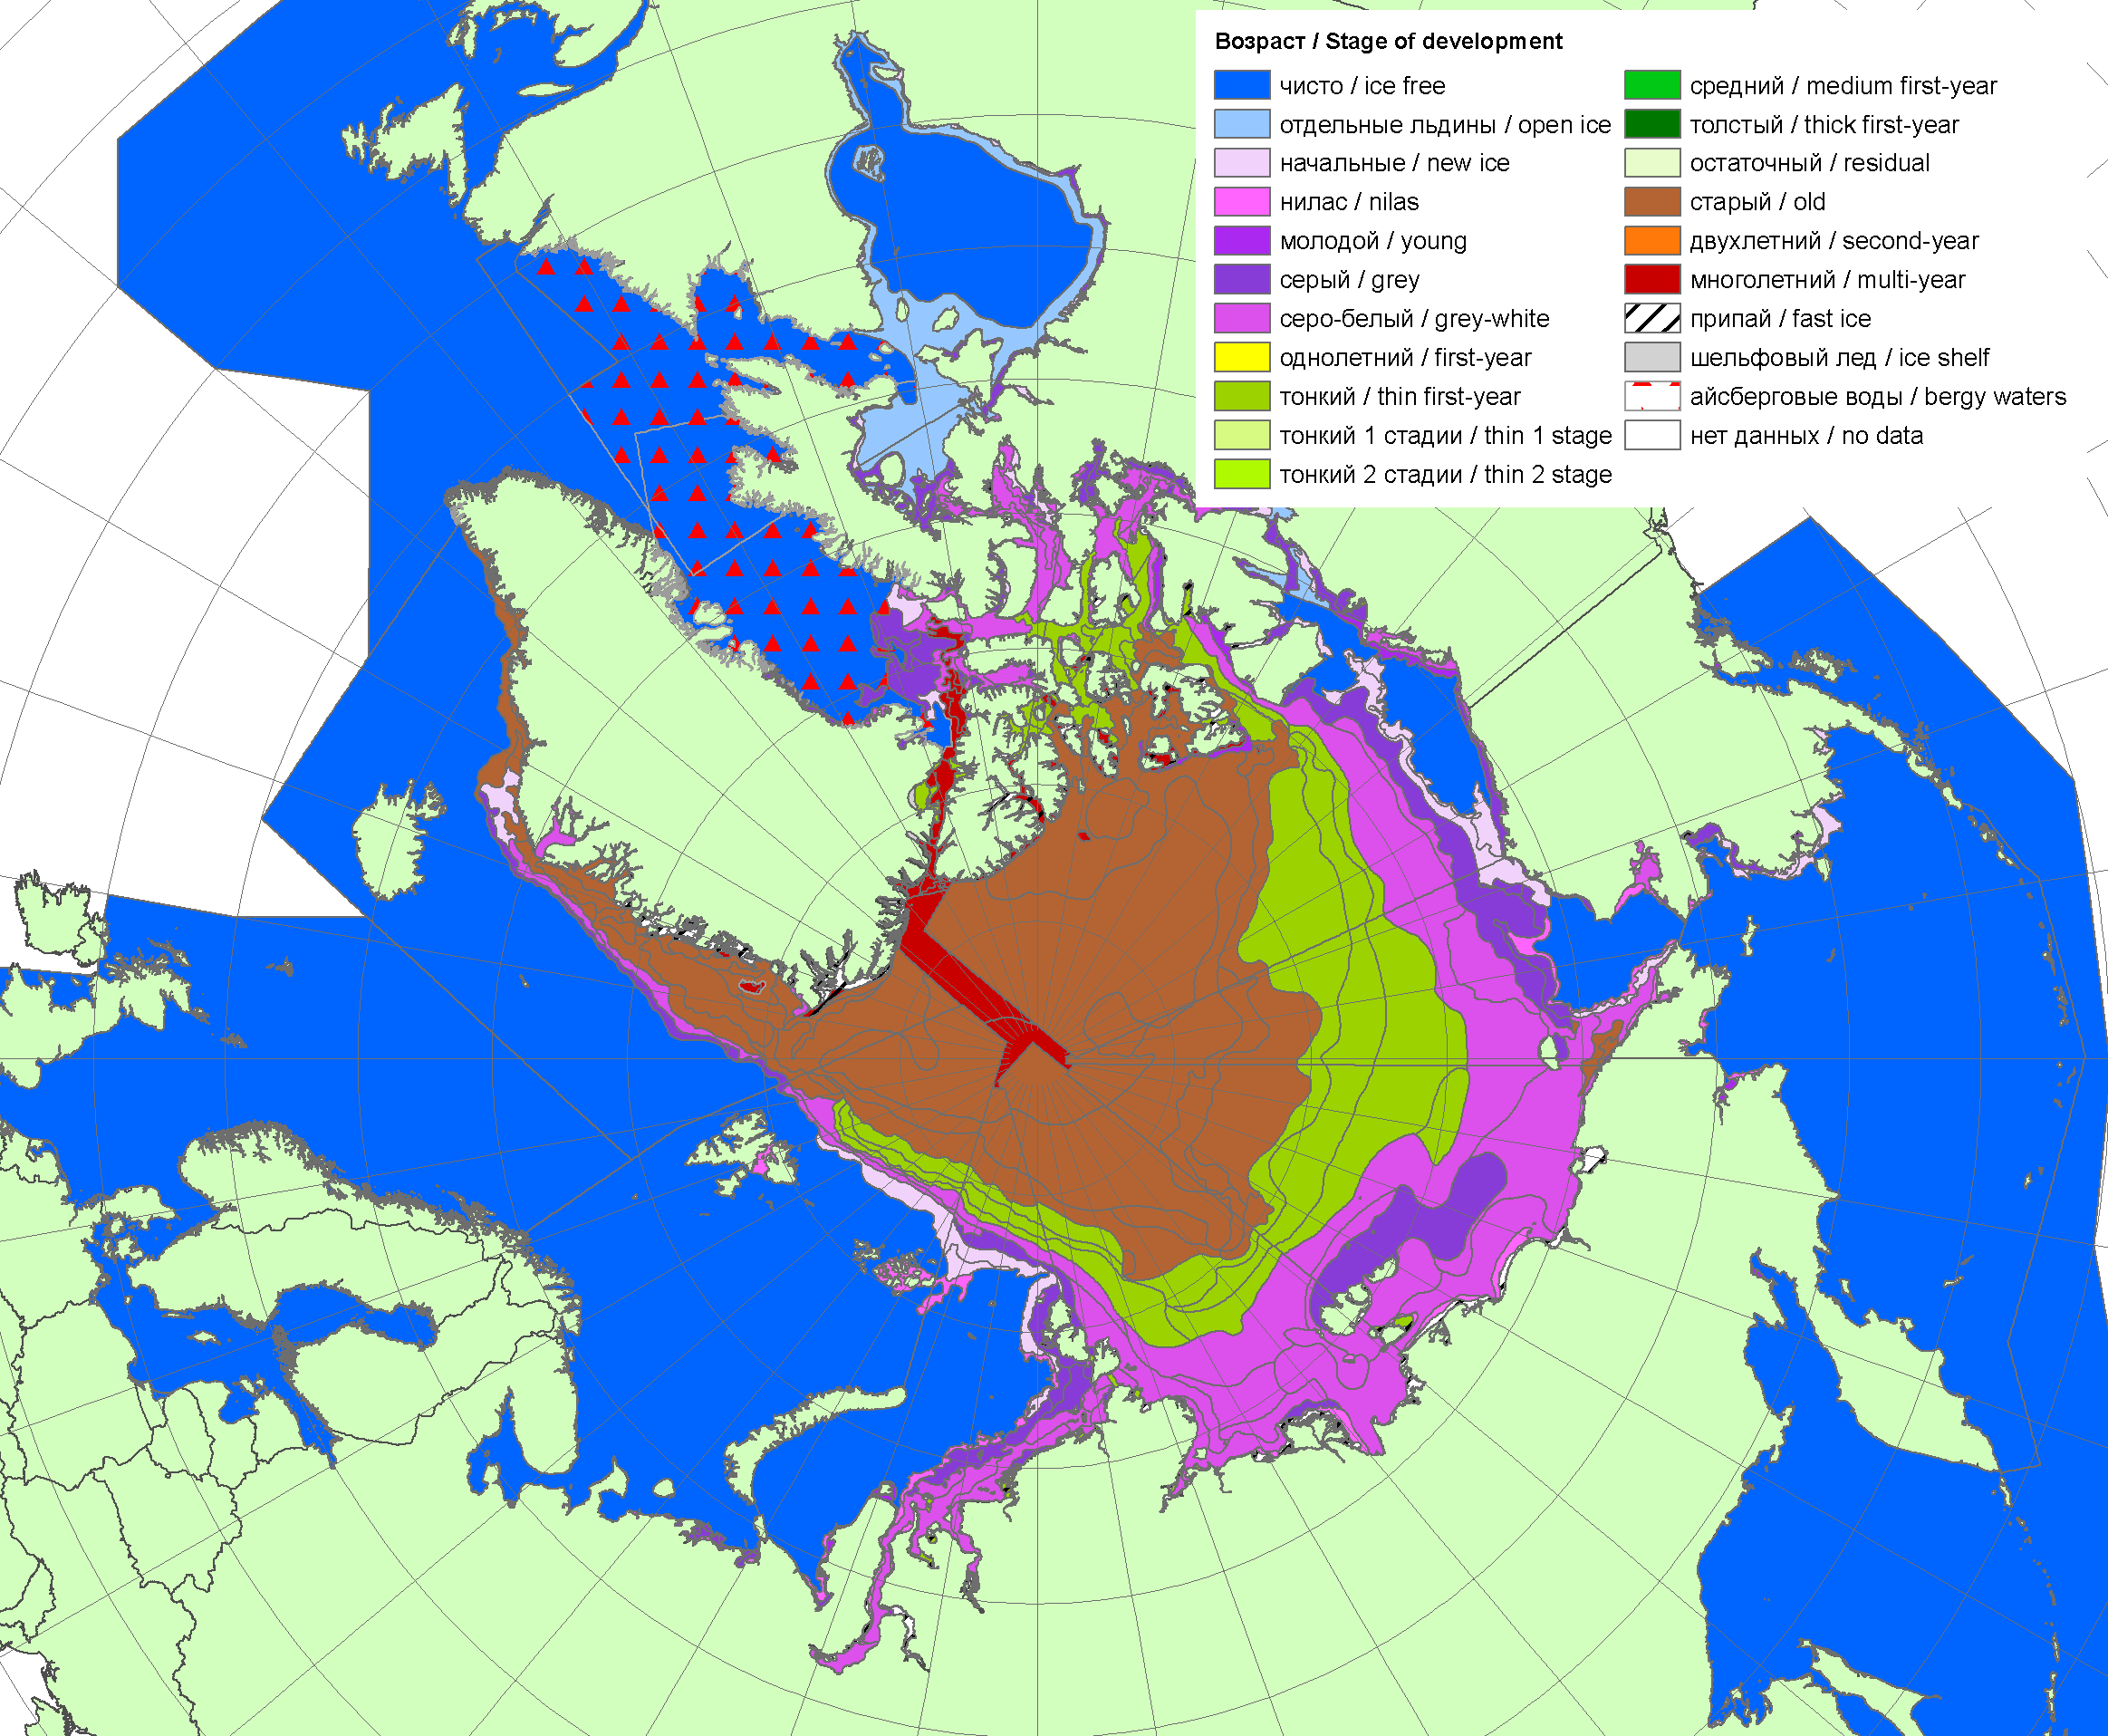 Возраст / Stage of development
чисто / ice free
отдельные льдины / open ice
начальные / new ice
нилас / nilas
молодой / young
серый / grey
серо-белый / grey-white
однолетний / first-year
тонкий / thin first-year
тонкий 1 стадии / thin 1 stage
тонкий 2 стадии / thin 2 stage
средний / medium first-year
толстый / thick first-year
остаточный / residual
старый / old
двухлетний / second-year
многолетний / multi-year
припай / fast ice
шельфовый лед / ice shelf
айсберговые воды / bergy waters
нет данных / no data